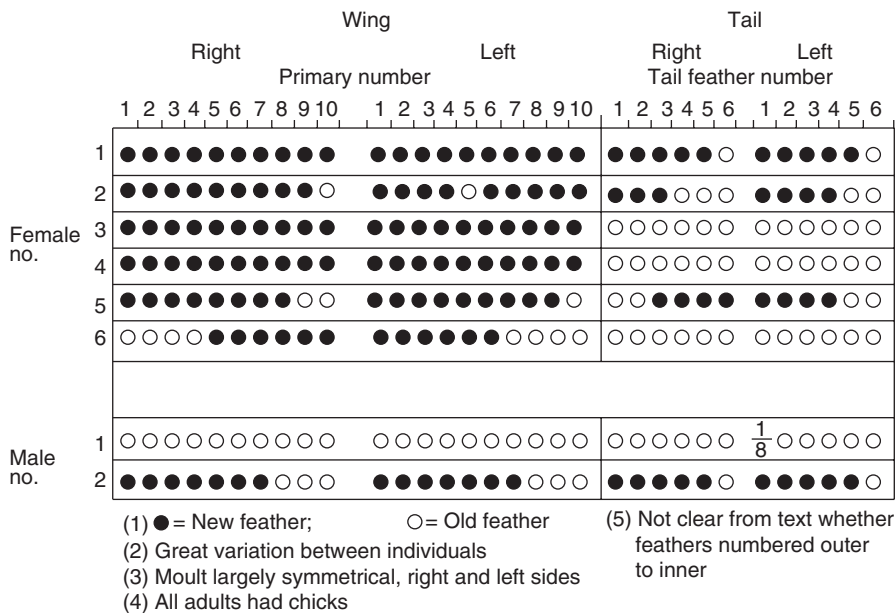 Wing Tail
Right Left Right Left
Primary number Tail feather number
1 2 3 4 5 6 7 8 9 10 1 2 3 4 5 6 7 8 9 10 1 2 3 4 5 6 1 2 3 4 5 6
1
2
Female 3
no.
4
5
6
Male 1 1/8
no. 2
(1) ● = New feather; ○ = Old feather
(2) Great variation between individuals
(3) Moult largely symmetrical, right and left sides
(4) All adults had chicks
(5) Not clear from text whether
feathers numbered outer
to inner